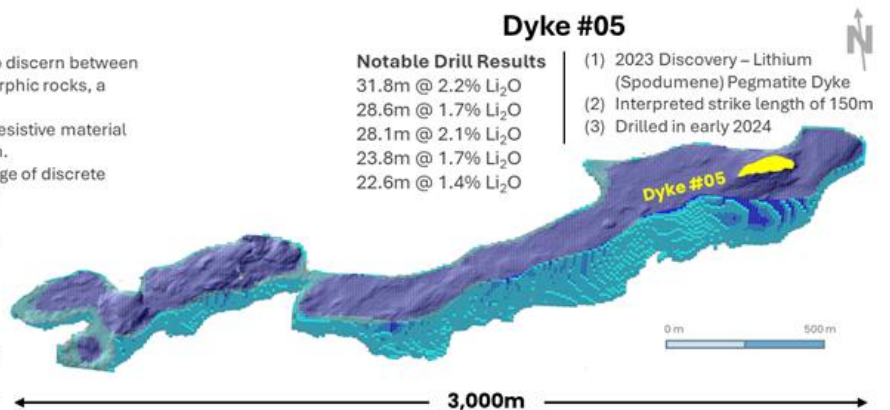 Dyke #05
N
o discern between
rphic rocks, a
esistive material
n.
ge of discrete
Notable Drill Results
31.8m @ 2.2% Li₂O
28.6m @ 1.7% Li₂O
28.1m @ 2.1% Li₂O
23.8m @ 1.7% Li₂O
22.6m @ 1.4% Li₂O
(1) 2023 Discovery – Lithium
(Spodumene) Pegmatite Dyke
(2) Interpreted strike length of 150m
(3) Drilled in early 2024
Dyke #05
0 m 500 m
3,000m